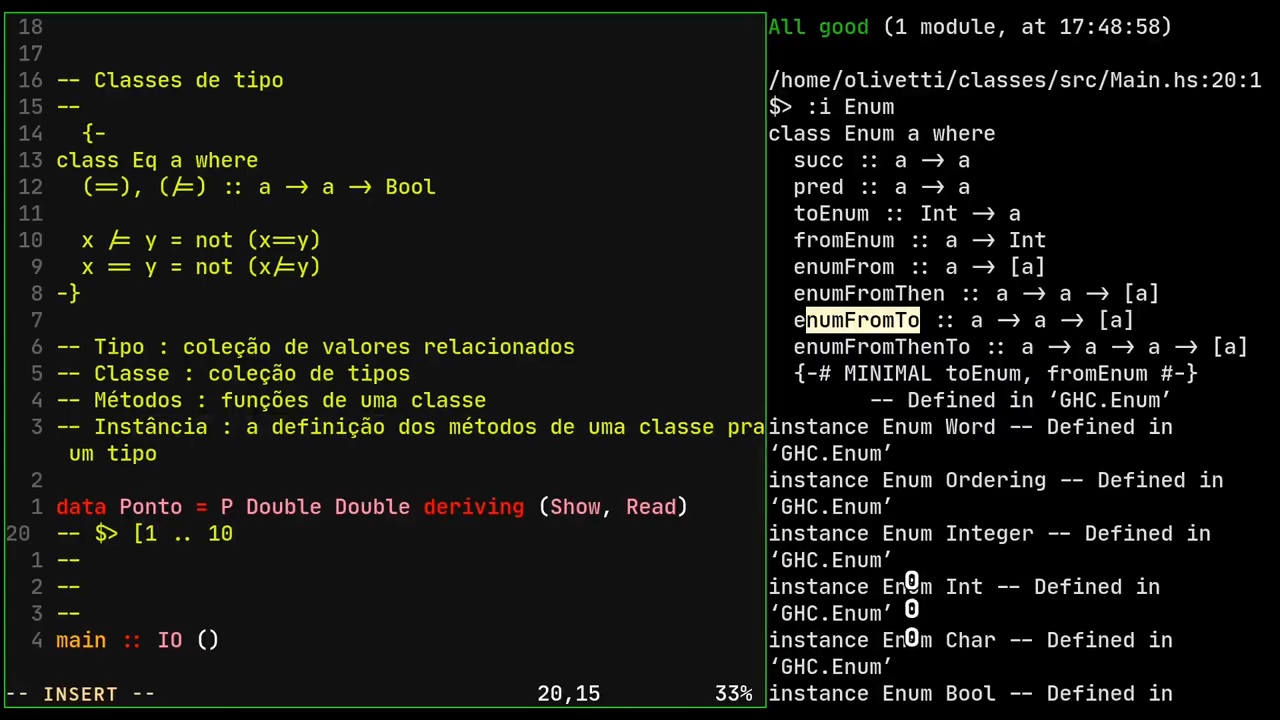 18
17
16 -- Classes de tipo
15 --
14   {-
13 class Eq a where
12   (==), (/=) :: a -> a -> Bool
11
10   x /= y = not (x==y)
9   x == y = not (x/=y)
8 -}
7
6 -- Tipo : coleção de valores relacionados
5 -- Classe : coleção de tipos
4 -- Métodos : funções de uma classe
3 -- Instância : a definição dos métodos de uma classe pra
um tipo
2
1 data Ponto = P Double Double deriving (Show, Read)
20 -- $> [1 .. 10
1 --
2 --
3 --
4 main :: IO ()
-- INSERT -- 20,15 33%
All good (1 module, at 17:48:58)
/home/olivetti/classes/src/Main.hs:20:1
$> :i Enum
class Enum a where
  succ :: a -> a
  pred :: a -> a
  toEnum :: Int -> a
  fromEnum :: a -> Int
  enumFrom :: a -> [a]
  enumFromThen :: a -> a -> [a]
  enumFromTo :: a -> a -> [a]
  enumFromThenTo :: a -> a -> a -> [a]
  {-# MINIMAL toEnum, fromEnum #-}
        -- Defined in ‘GHC.Enum’
instance Enum Word -- Defined in
‘GHC.Enum’
instance Enum Ordering -- Defined in
‘GHC.Enum’
instance Enum Integer -- Defined in
‘GHC.Enum’
instance Enum Int -- Defined in
‘GHC.Enum’
instance Enum Char -- Defined in
‘GHC.Enum’
instance Enum Bool -- Defined in
0
0
0